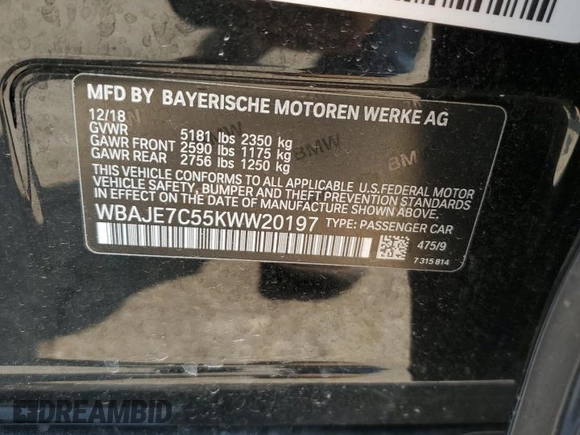 MFD BY BAYERISCHE MOTOREN WERKE AG
12/18
GVWR 5181 lbs 2350 kg
GAWR FRONT 2590 lbs 1175 kg
GAWR REAR 2756 lbs 1250 kg
BMW BMW
THIS VEHICLE CONFORMS TO ALL APPLICABLE U.S.FEDERAL MOTOR
VEHICLE SAFETY, BUMPER AND THEFT PREVENTION STANDARDS
IN EFFECT ON THE DATE OF MANUFACTURE SHOWN ABOVE.
WBAJE7C55KWW20197 TYPE: PASSENGER CAR
475/9
7 315 814
DREAMBID